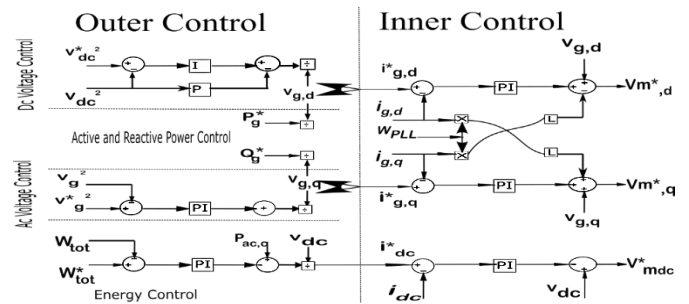 Outer Control
Inner Control
Dc Voltage Control
v*dc²
I
÷
vdc²
P
vg,d
i*g,d
PI
vg,d
Vm*,d
Active and Reactive Power Control
Pg*
÷
Qg*
÷
ig,d
X
L
WPLL
ig,q
X
L
Ac Voltage Control
vg²
v*g²
PI
vg,q
÷
i*g,q
PI
Vm*,q
vg,q
Wtot
W*tot
PI
Pac,q
vdc
÷
i*dc
idc
PI
vdc
V*mdc
Energy Control